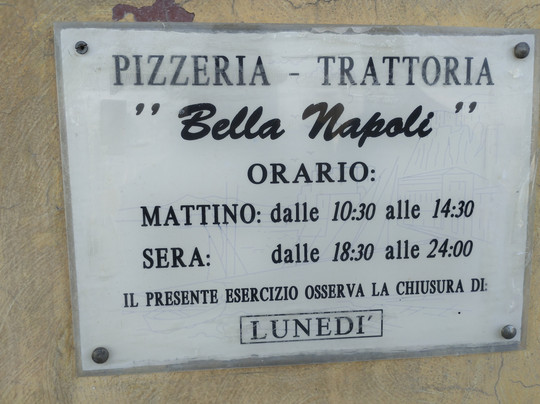 PIZZERIA - TRATTORIA
" Bella Napoli "
ORARIO:
MATTINO: dalle 10:30 alle 14:30
SERA: dalle 18:30 alle 24:00
IL PRESENTE ESERCIZIO OSSERVA LA CHIUSURA DI:
LUNEDI´